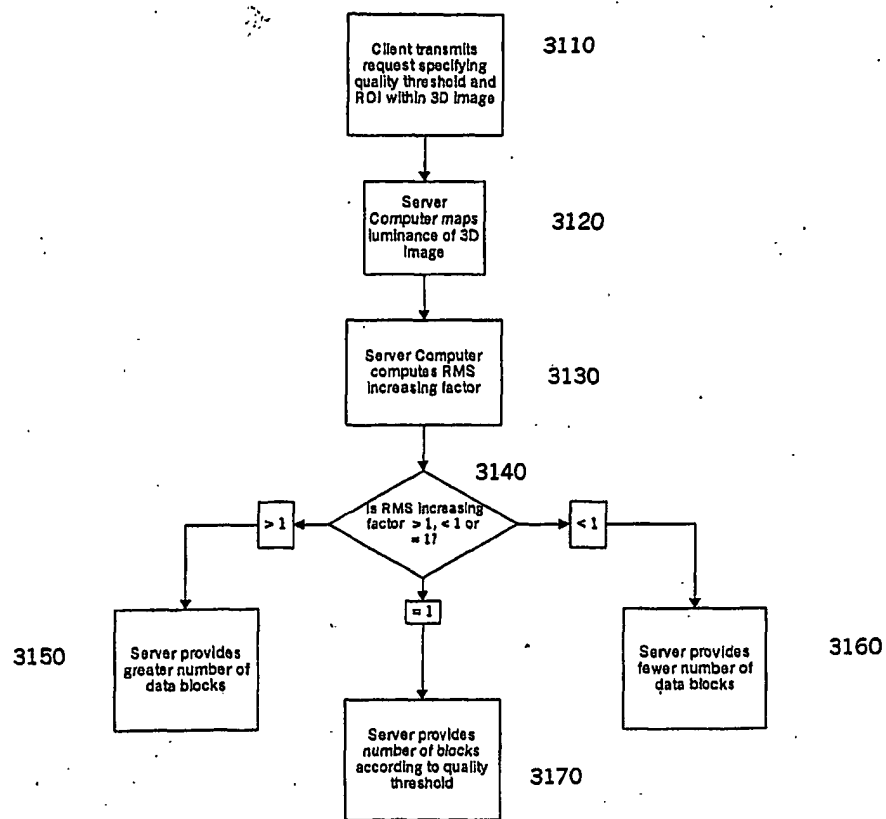 Client transmits
request specifying
quality threshold and
ROI within 3D image
3110
Server
Computer maps
luminance of 3D
image
3120
Server Computer
computes RMS
increasing factor
3130
3140
Is RMS increasing
factor > 1, < 1 or
= 1?
> 1
< 1
= 1
3150
Server provides
greater number of
data blocks
Server provides
fewer number of
data blocks
3160
Server provides
number of blocks
according to quality
threshold
3170